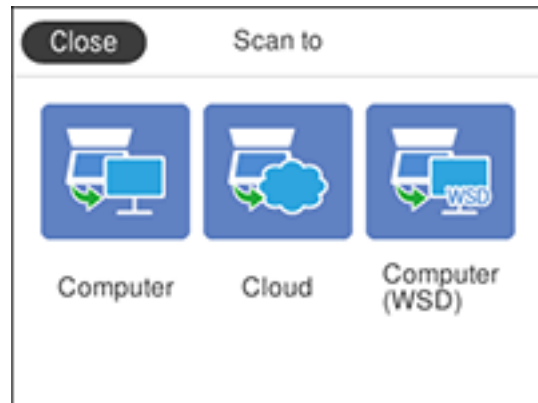 Close
Scan to
WSD
Computer
Cloud
Computer
(WSD)